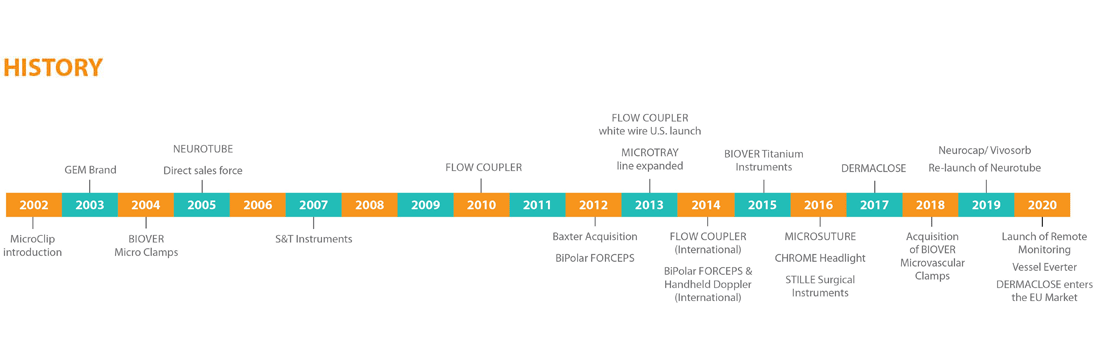 HISTORY
FLOW COUPLER
white wire U.S. launch
NEUROTUBE
MICROTRAY
line expanded
BIOVER Titanium
Instruments
Neurocap/ Vivosorb
GEM Brand
Direct sales force
FLOW COUPLER
DERMACLOSE
Re-launch of Neurotube
2002 2003 2004 2005 2006 2007 2008 2009 2010 2011 2012 2013 2014 2015 2016 2017 2018 2019 2020
MicroClip
introduction
BIOVER
Micro Clamps
S&T Instruments
Baxter Acquisition
BiPolar FORCEPS
FLOW COUPLER
(International)
BiPolar FORCEPS &
Handheld Doppler
(International)
MICROSUTURE
CHROME Headlight
STILLE Surgical
Instruments
Acquisition
of BIOVER
Microvascular
Clamps
Launch of Remote
Monitoring
Vessel Everter
DERMACLOSE enters
the EU Market